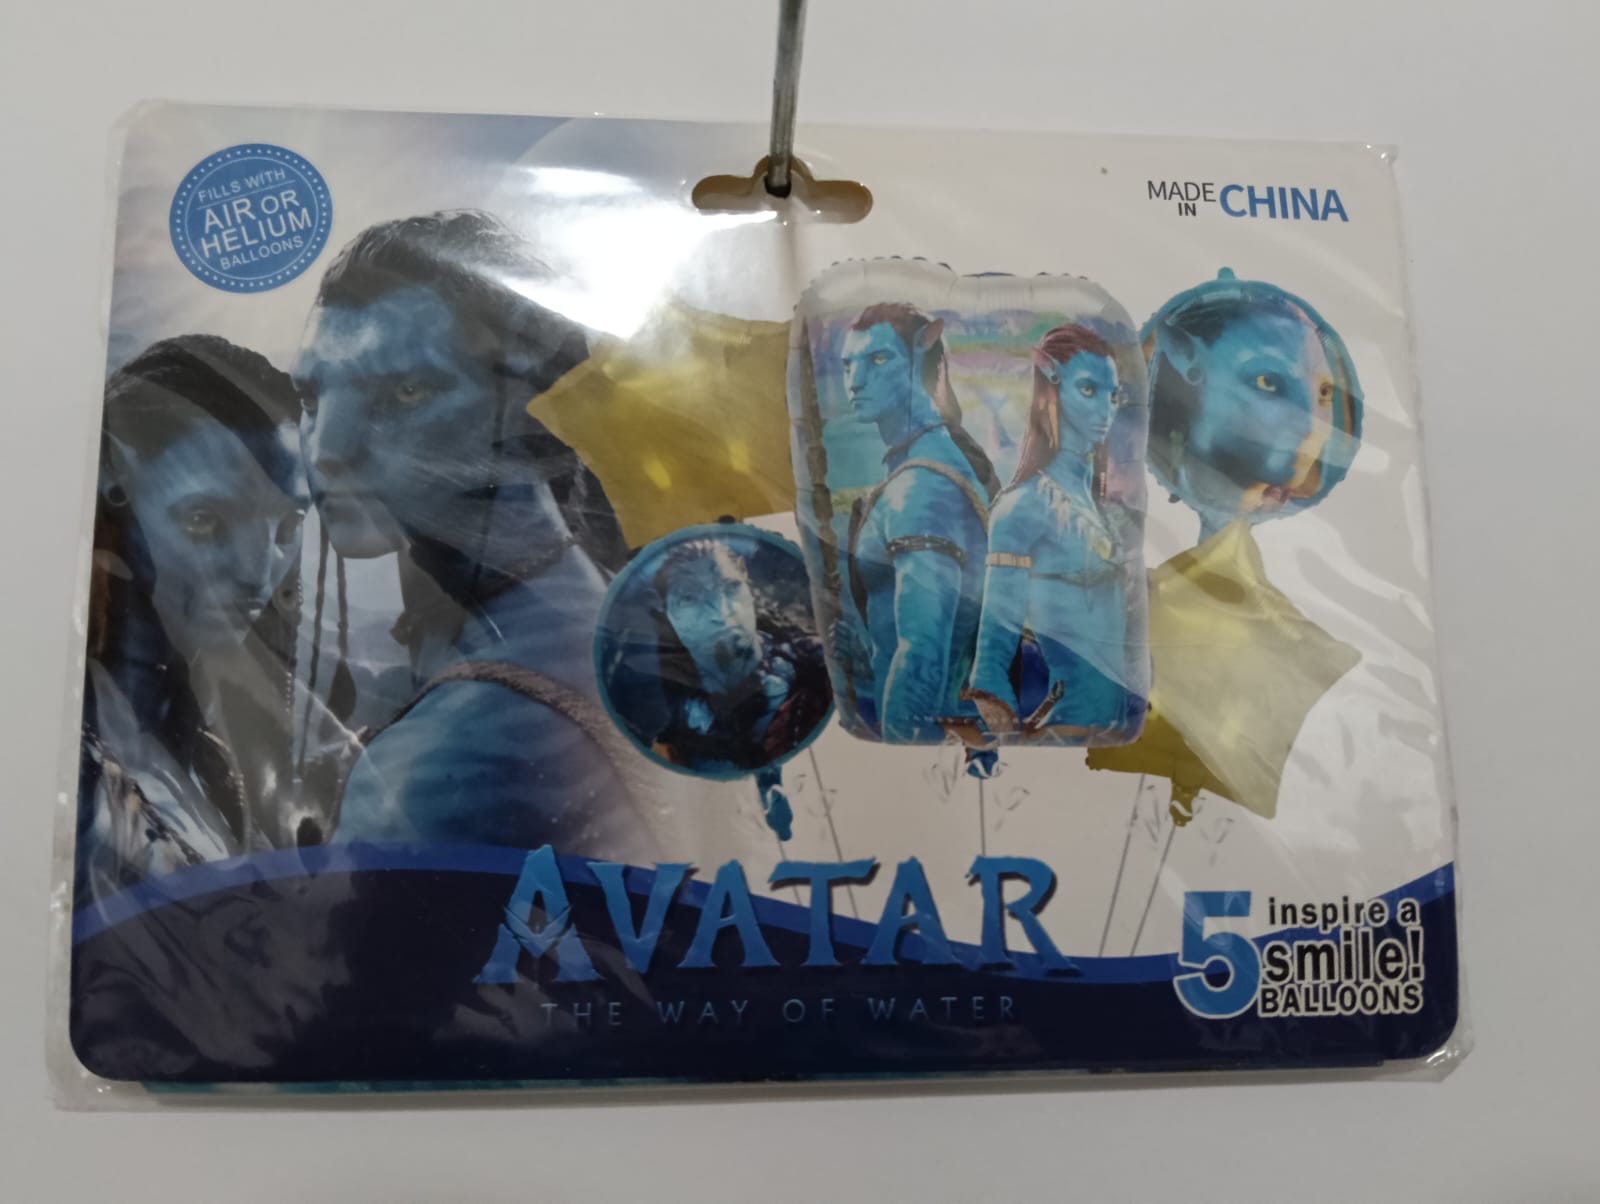 FILLS WITH
AIR OR
HELIUM
BALLOONS
MADE
IN
CHINA
AVATAR
THE WAY OF WATER
5
inspire a
smile!
BALLOONS